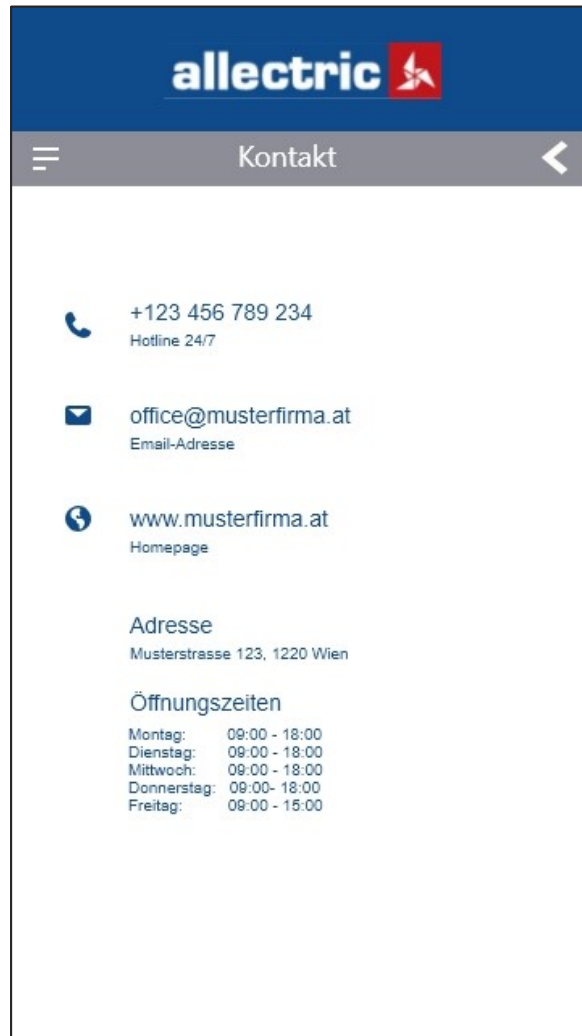 allectric
Kontakt
+123 456 789 234
Hotline 24/7
office@musterfirma.at
Email-Adresse
www.musterfirma.at
Homepage
Adresse
Musterstrasse 123, 1220 Wien
Öffnungszeiten
Montag: 09:00 - 18:00
Dienstag: 09:00 - 18:00
Mittwoch: 09:00 - 18:00
Donnerstag: 09:00- 18:00
Freitag: 09:00 - 15:00